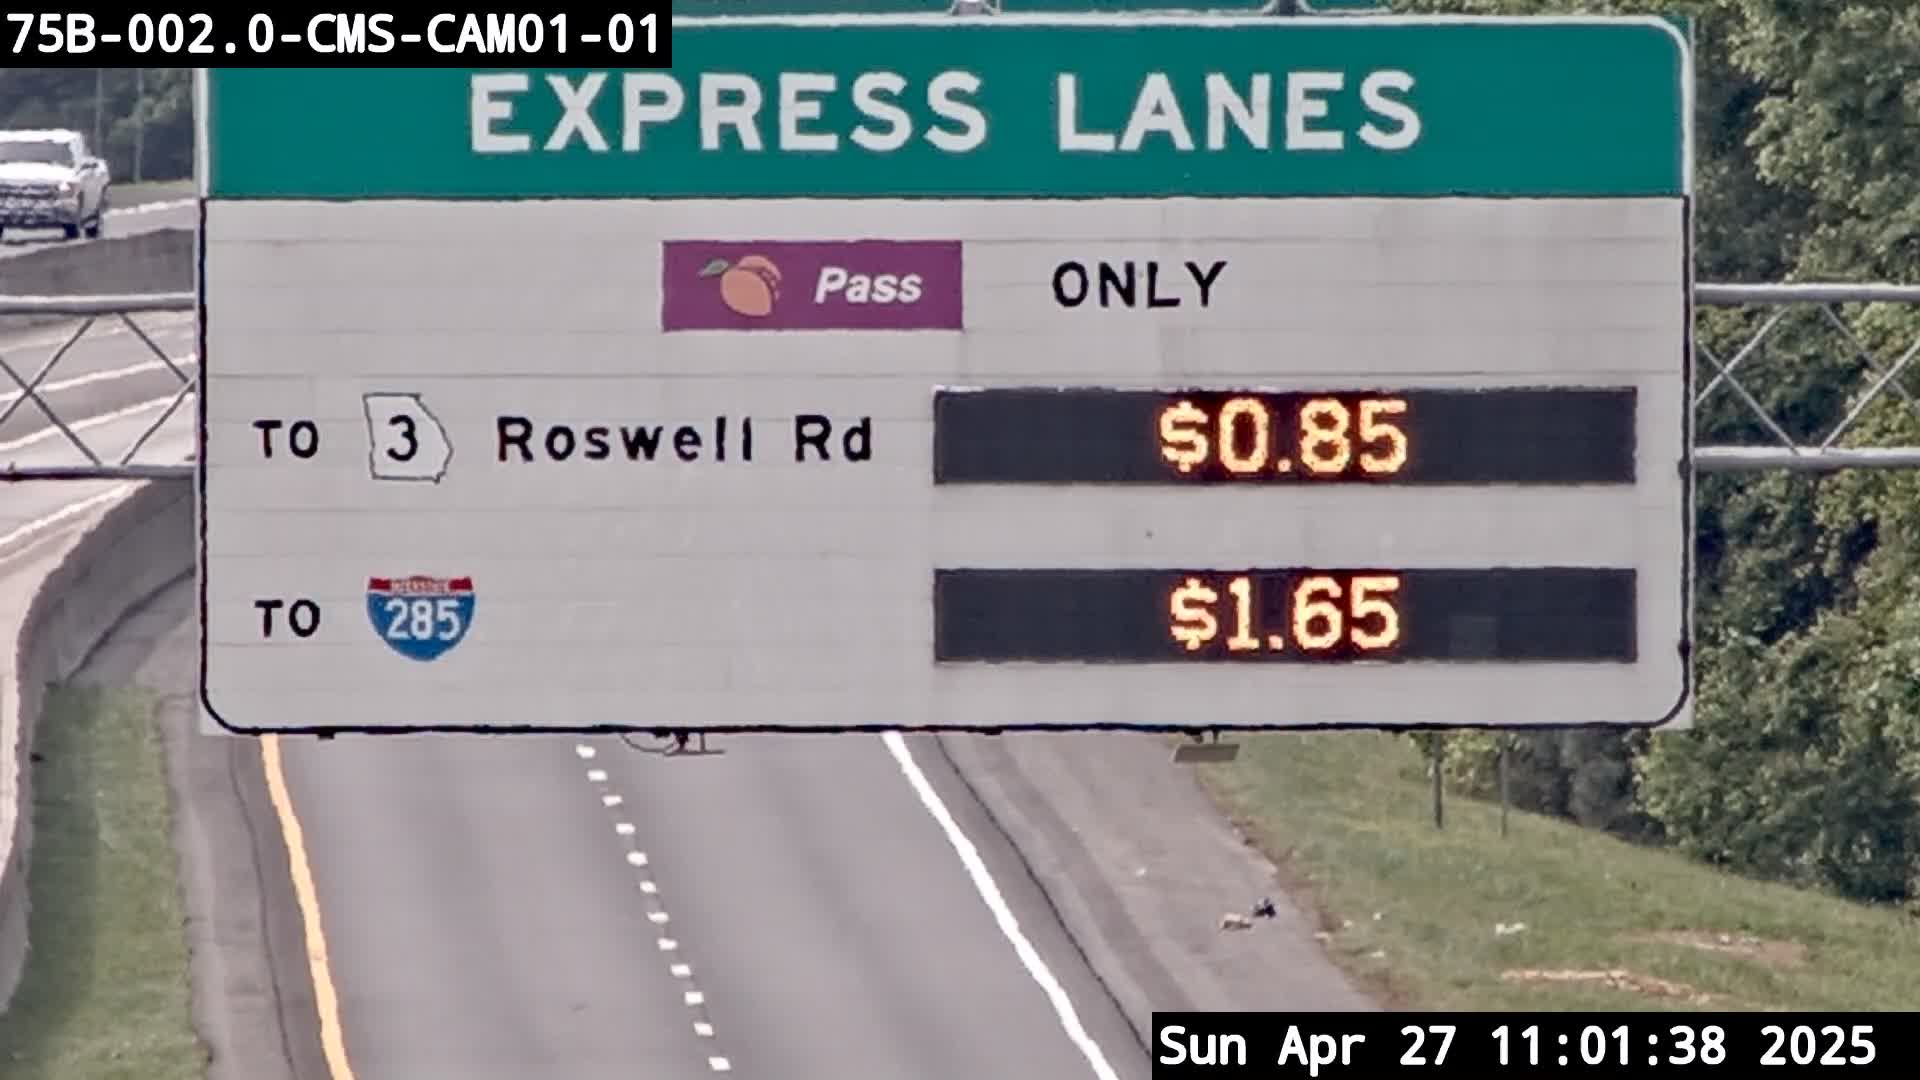 75B-002.0-CMS-CAM01-01
EXPRESS LANES
Pass ONLY
TO 3 Roswell Rd $0.85
INTERSTATE
TO 285 $1.65
Sun Apr 27 11:01:38 2025